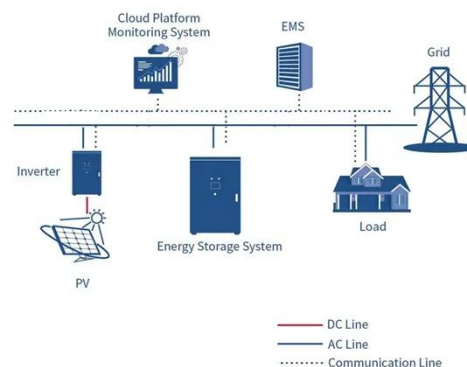 Cloud Platform
Monitoring System
EMS
Grid
Inverter
Energy Storage System
Load
PV
DC Line
AC Line
Communication Line